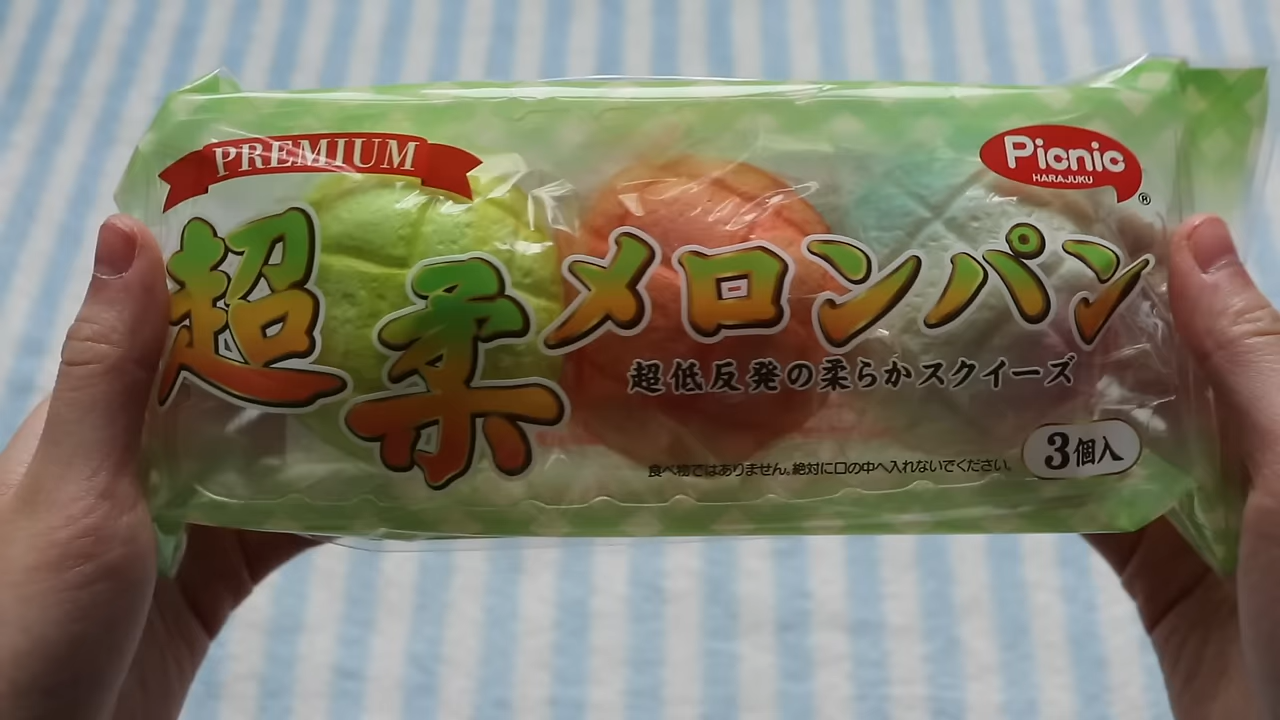 PREMIUM
Picnic
HARAJUKU
®
超柔メロンパン
超低反発の柔らかスクイーズ
食べ物ではありません。絶対に口の中へ入れないでください。
3個入